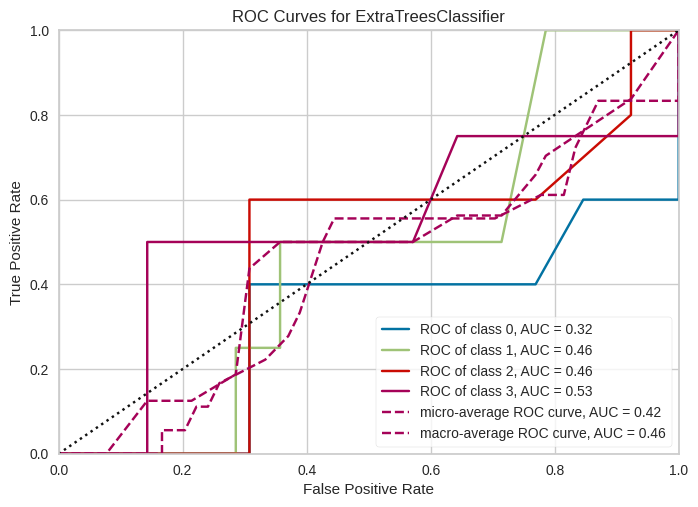 ROC Curves for ExtraTreesClassifier
True Positive Rate
1.0
0.8
0.6
0.4
0.2
0.0
ROC of class 0, AUC = 0.32
ROC of class 1, AUC = 0.46
ROC of class 2, AUC = 0.46
ROC of class 3, AUC = 0.53
micro-average ROC curve, AUC = 0.42
macro-average ROC curve, AUC = 0.46
0.0 0.2 0.4 0.6 0.8 1.0
False Positive Rate